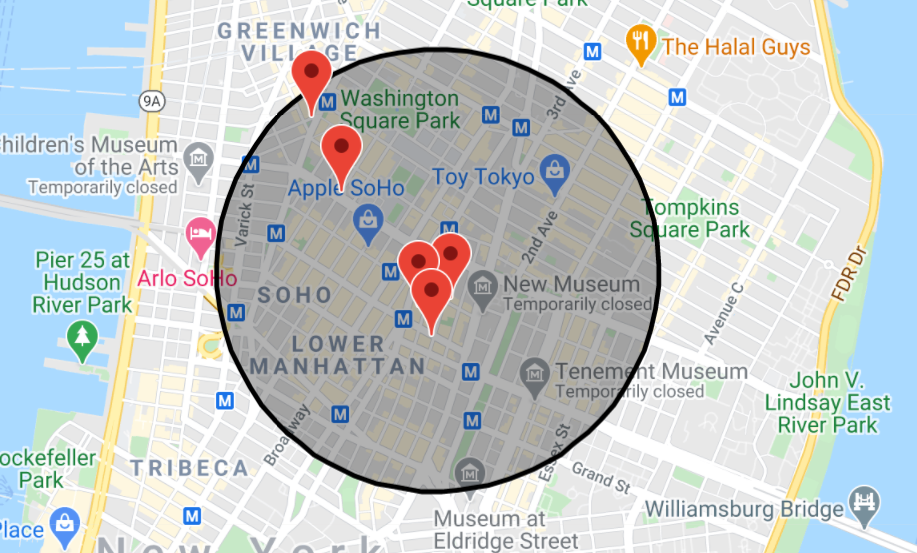 Square Park
GREENWICH
VILLAGE
The Halal Guys
3rd Ave
M
M
9A
M
Washington
Square Park
M
M
Children's Museum
of the Arts
Temporarily closed
M
Apple SoHo
Toy Tokyo
Varick St
Tompkins
Square Park
2nd Ave
M
M
Pier 25 at
Hudson
River Park
Arlo SoHo
M
FDR Dr
SOHO
New Museum
Temporarily closed
Avenue C
M
M
LOWER
MANHATTAN
M
Tenement Museum
Temporarily closed
John V.
Lindsay East
River Park
M
M
M
Broadway
Essex St
ockefeller
Park
TRIBECA
Grand St
Williamsburg Bridge
Place
M
Museum at
Eldridge Street
New York